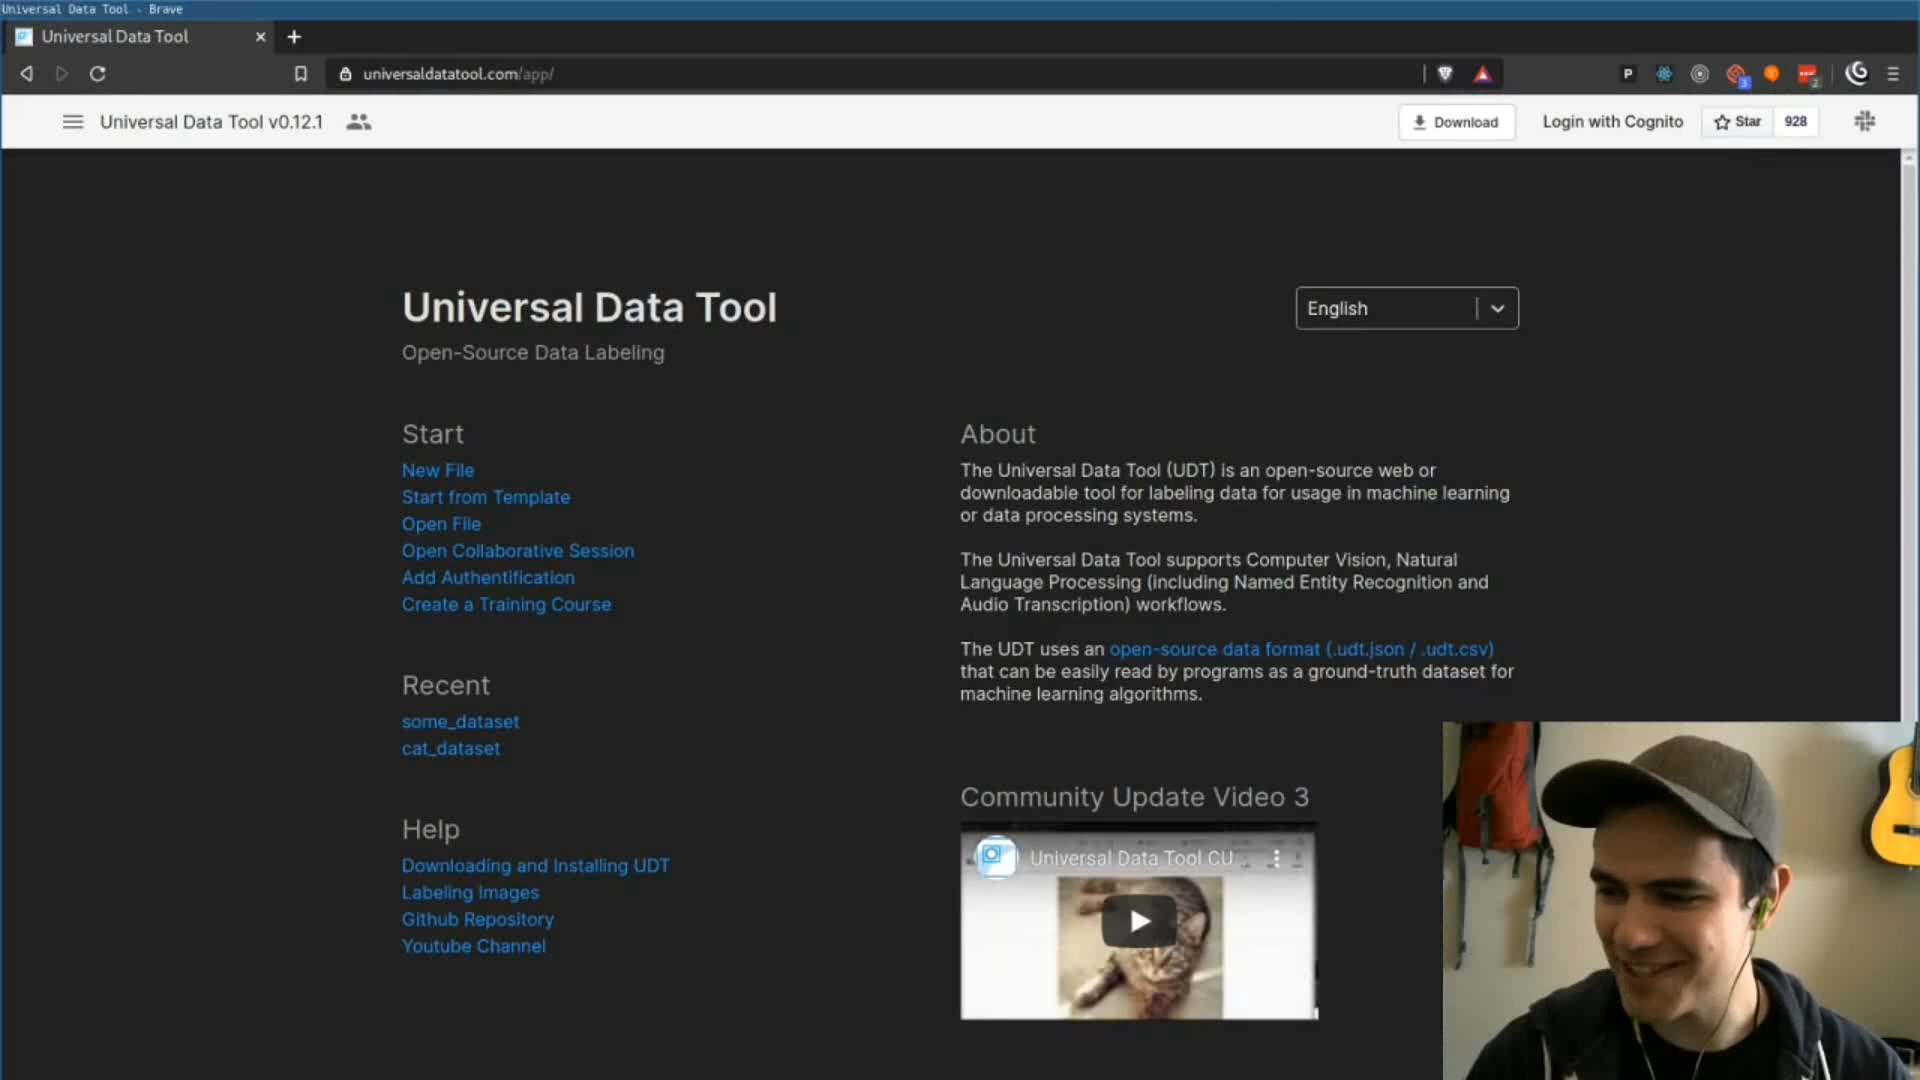 Universal Data Tool - Brave
Universal Data Tool
universaldatatool.com/app/
P
3
2
Universal Data Tool v0.12.1
Download
Login with Cognito
Star
928
Universal Data Tool
English
Open-Source Data Labeling
Start
New File
Start from Template
Open File
Open Collaborative Session
Add Authentification
Create a Training Course
Recent
some_dataset
cat_dataset
Help
Downloading and Installing UDT
Labeling Images
Github Repository
Youtube Channel
About
The Universal Data Tool (UDT) is an open-source web or
downloadable tool for labeling data for usage in machine learning
or data processing systems.
The Universal Data Tool supports Computer Vision, Natural
Language Processing (including Named Entity Recognition and
Audio Transcription) workflows.
The UDT uses an open-source data format (.udt.json / .udt.csv)
that can be easily read by programs as a ground-truth dataset for
machine learning algorithms.
Community Update Video 3
Universal Data Tool CU...